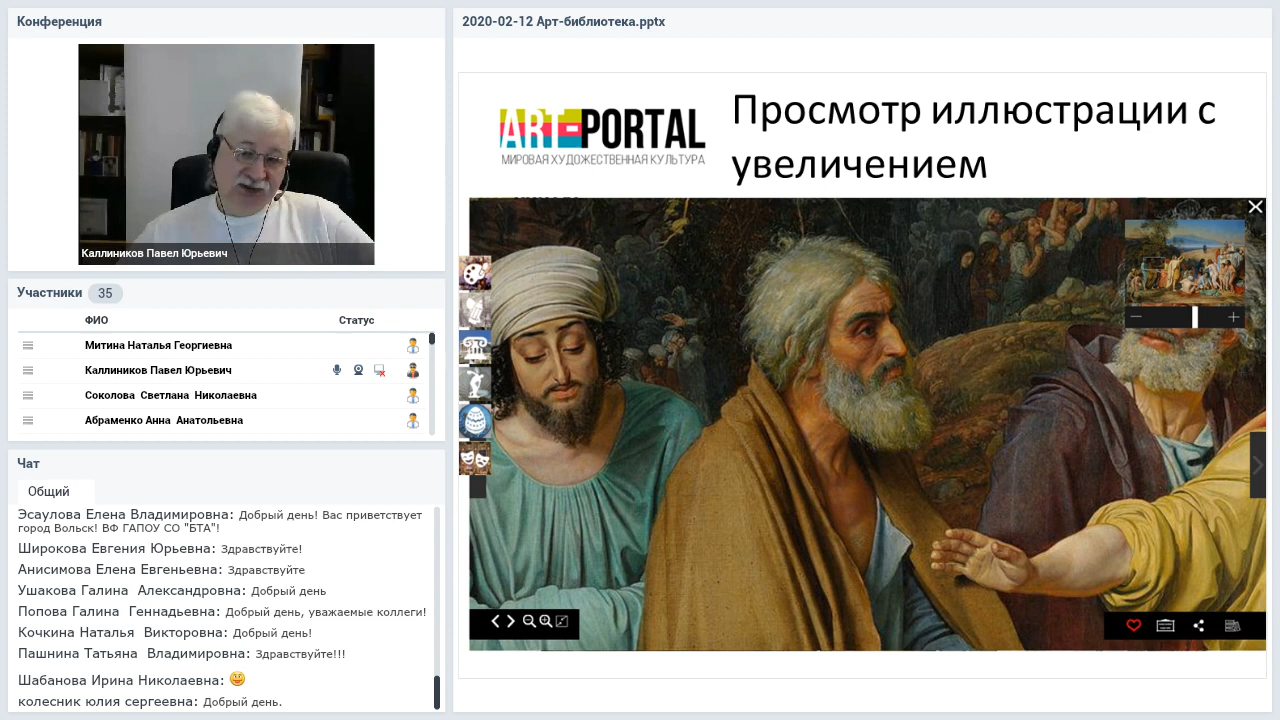 Конференция
Каллиников Павел Юрьевич
Участники 35
ФИО Статус
Митина Наталья Георгиевна
Каллиников Павел Юрьевич
Соколова Светлана Николаевна
Абраменко Анна Анатольевна
Чат
Общий
Эсаулова Елена Владимировна: Добрый день! Вас приветствует
город Вольск! ВФ ГАПОУ СО "БТА"!
Широкова Евгения Юрьевна: Здравствуйте!
Анисимова Елена Евгеньевна: Здравствуйте
Ушакова Галина Александровна: Добрый день
Попова Галина Геннадьевна: Добрый день, уважаемые коллеги!
Кочкина Наталья Викторовна: Добрый день!
Пашнина Татьяна Владимировна: Здравствуйте!!!
Шабанова Ирина Николаевна:
колесник юлия сергеевна: Добрый день.
2020-02-12 Арт-библиотека.pptx
ART-PORTAL
МИРОВАЯ ХУДОЖЕСТВЕННАЯ КУЛЬТУРА
Просмотр иллюстрации с
увеличением